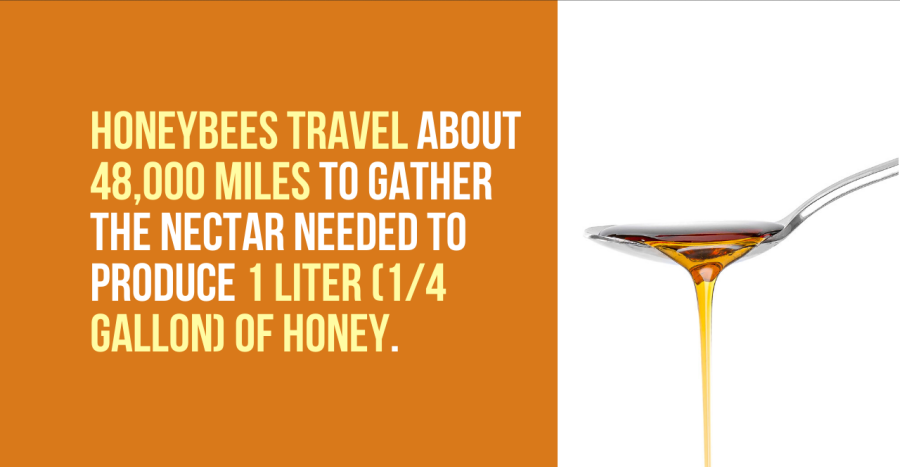 HONEYBEES TRAVEL ABOUT
48,000 MILES TO GATHER
THE NECTAR NEEDED TO
PRODUCE 1 LITER (1/4
GALLON) OF HONEY.